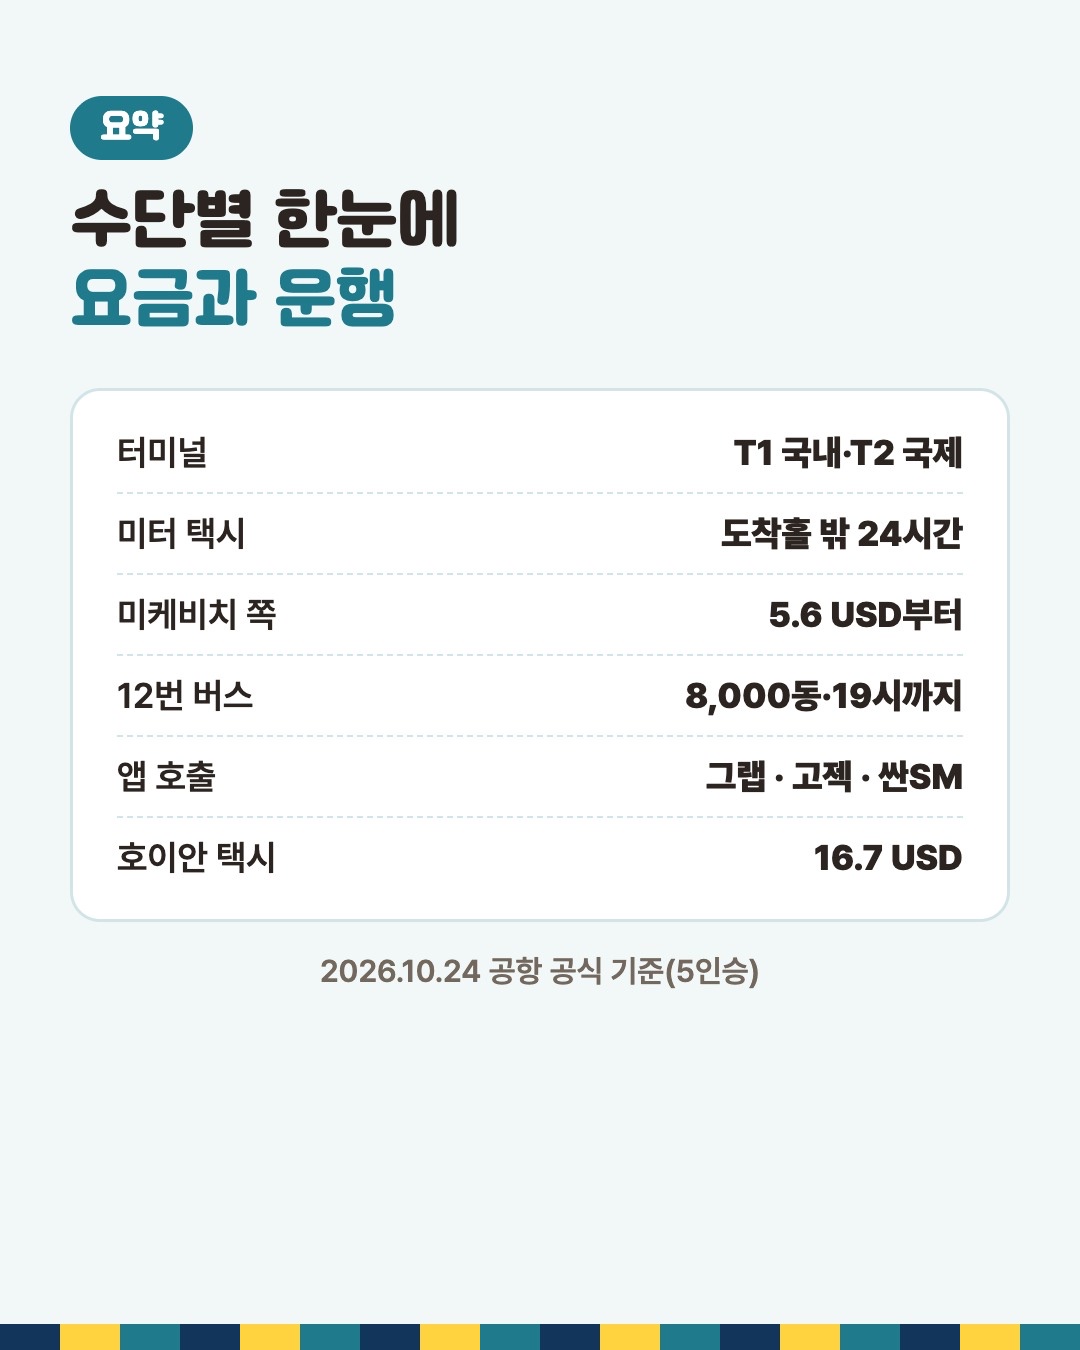 요약
수단별 한눈에
요금과 운행
터미널 T1 국내·T2 국제
미터 택시 도착홀 밖 24시간
미케비치 쪽 5.6 USD부터
12번 버스 8,000동·19시까지
앱 호출 그랩 · 고젝 · 싼SM
호이안 택시 16.7 USD
2026.10.24 공항 공식 기준(5인승)